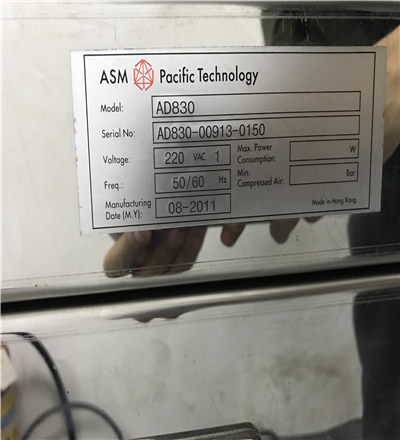 ASM Pacific Technology
Model: AD830
Serial No: AD830-00913-0150
Voltage: 220 VAC 1 Max. Power Consumption: W
Freq.: 50/60 Hz Min. Compressed Air: Bar
Manufacturing Date (M.Y): 08-2011
Made in Hong Kong